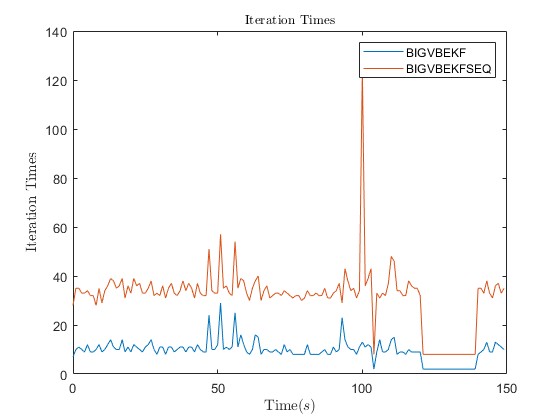 Iteration Times
140
120
100
80
60
40
20
0
Iteration Times
BIGVBEKF
BIGVBEKFSEQ
0 50 100 150
Time(s)